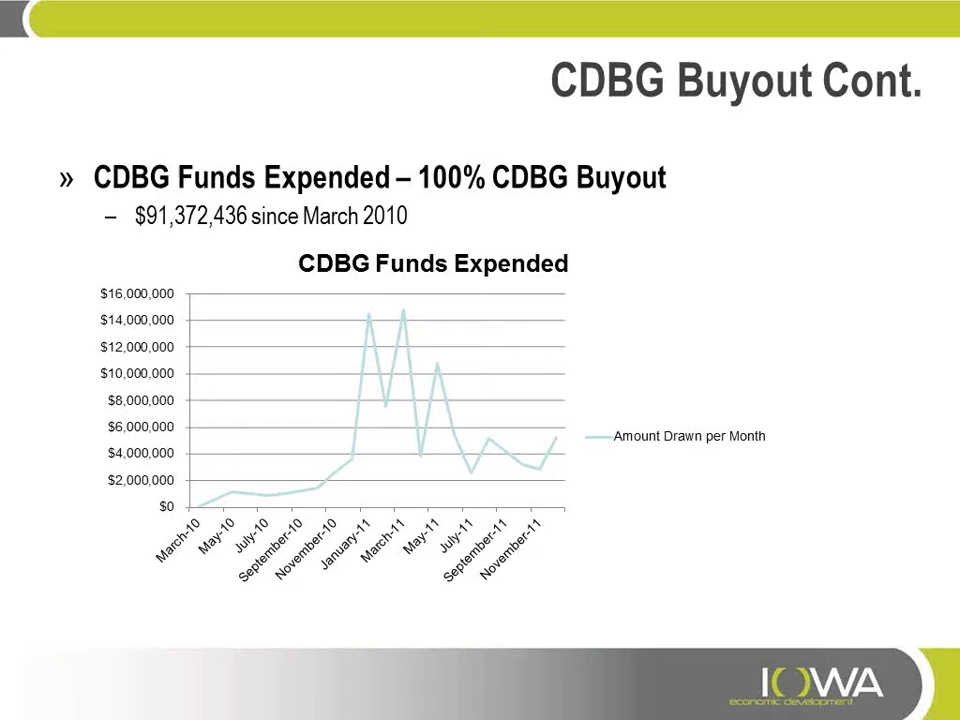 CDBG Buyout Cont.
» CDBG Funds Expended – 100% CDBG Buyout
– $91,372,436 since March 2010
CDBG Funds Expended
$16,000,000
$14,000,000
$12,000,000
$10,000,000
$8,000,000
$6,000,000
$4,000,000
$2,000,000
$0
Amount Drawn per Month
March-10
May-10
July-10
September-10
November-10
January-11
March-11
May-11
July-11
September-11
November-11
IOWA
economic development